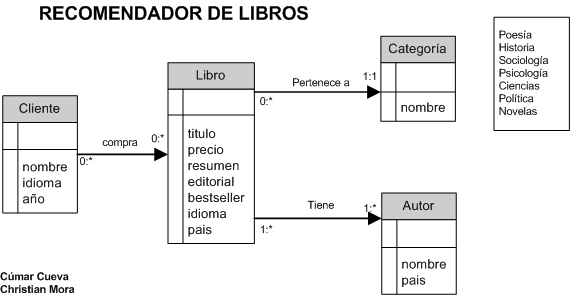 RECOMENDADOR DE LIBROS
Cliente
nombre
idioma
año
compra
0:*
0:*
Libro
titulo
precio
resumen
editorial
bestseller
idioma
pais
Pertenece a
0:*
1:1
Categoría
nombre
Tiene
1:*
1:*
Autor
nombre
pais
Poesía
Historia
Sociología
Psicología
Ciencias
Política
Novelas
Cúmar Cueva
Christian Mora